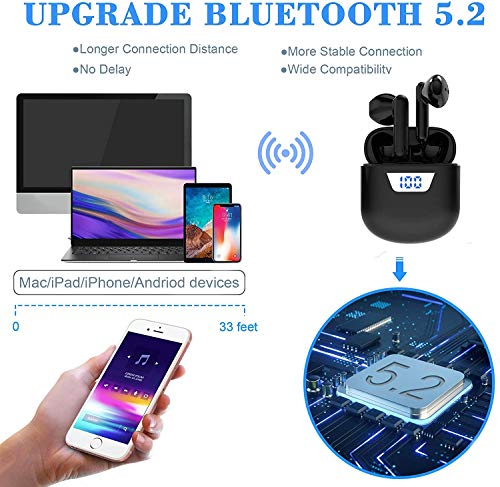 UPGRADE BLUETOOTH 5.2
•Longer Connection Distance
•No Delay
•More Stable Connection
•Wide Compatibility
100
Mac/iPad/iPhone/Andriod devices
0
33 feet
5.2